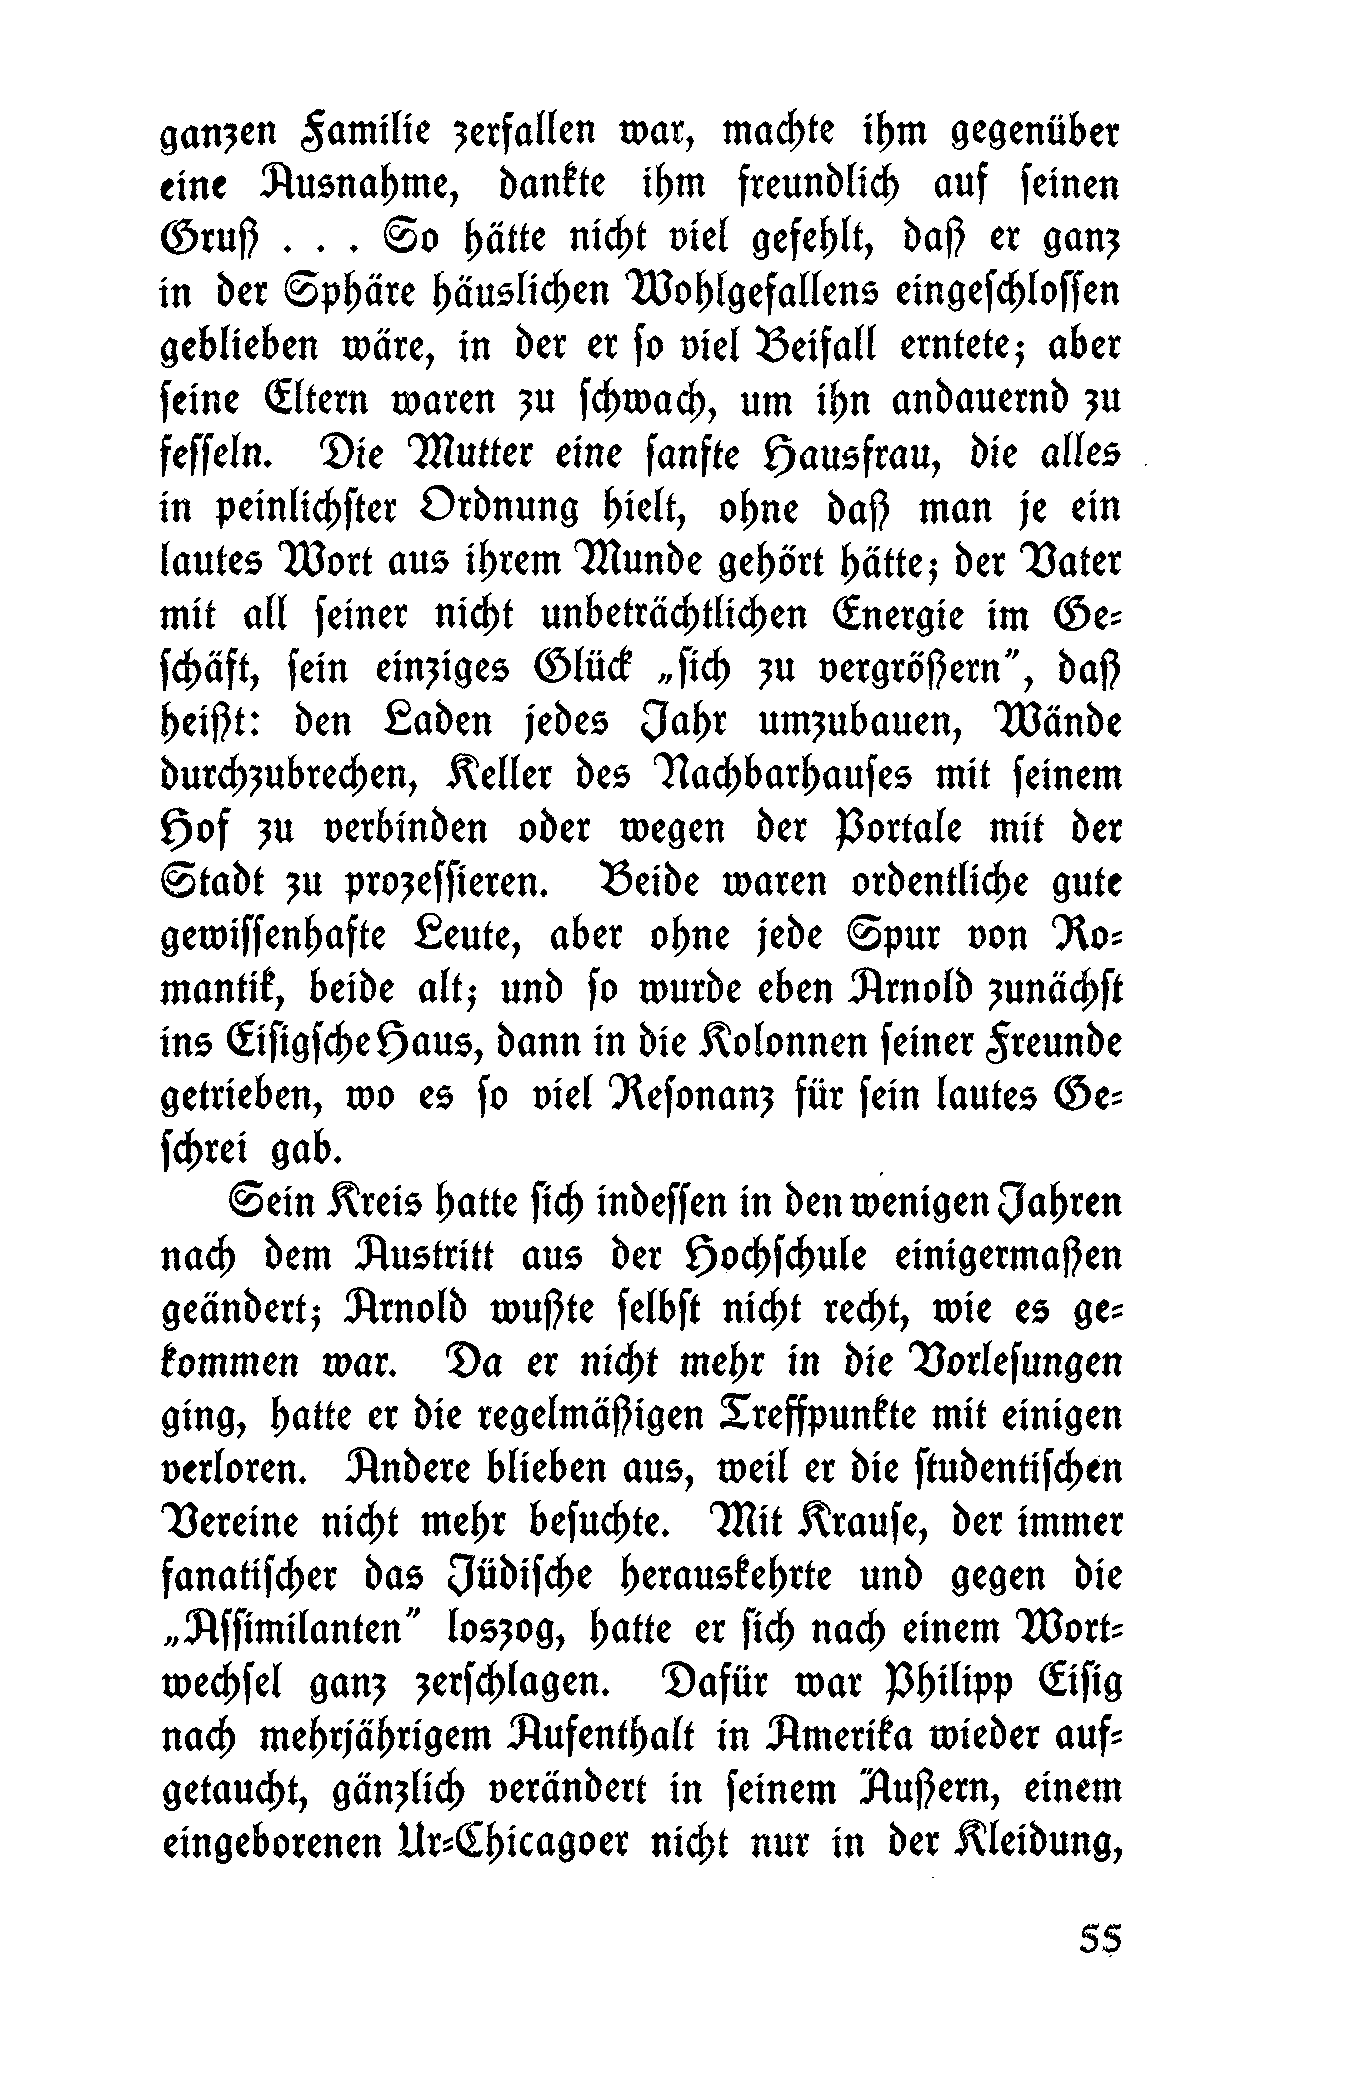 ganzen Familie zerfallen war, machte ihm gegenüber
eine Ausnahme, dankte ihm freundlich auf seinen
Gruß . . . So hätte nicht viel gefehlt, daß er ganz
in der Sphäre häuslichen Wohlgefallens eingeschlossen
geblieben wäre, in der er so viel Beifall erntete; aber
seine Eltern waren zu schwach, um ihn andauernd zu
fesseln. Die Mutter eine sanfte Hausfrau, die alles
in peinlichster Ordnung hielt, ohne daß man je ein
lautes Wort aus ihrem Munde gehört hätte; der Vater
mit all seiner nicht unbeträchtlichen Energie im Ge-
schäft, sein einziges Glück „sich zu vergrößern“, daß
heißt: den Laden jedes Jahr umzubauen, Wände
durchzubrechen, Keller des Nachbarhauses mit seinem
Hof zu verbinden oder wegen der Portale mit der
Stadt zu prozessieren. Beide waren ordentliche gute
gewissenhafte Leute, aber ohne jede Spur von Ro-
mantik, beide alt; und so wurde eben Arnold zunächst
ins Eisigsche Haus, dann in die Kolonnen seiner Freunde
getrieben, wo es so viel Resonanz für sein lautes Ge-
schrei gab.
Sein Kreis hatte sich indessen in den wenigen Jahren
nach dem Austritt aus der Hochschule einigermaßen
geändert; Arnold wußte selbst nicht recht, wie es ge-
kommen war. Da er nicht mehr in die Vorlesungen
ging, hatte er die regelmäßigen Treffpunkte mit einigen
verloren. Andere blieben aus, weil er die studentischen
Vereine nicht mehr besuchte. Mit Krause, der immer
fanatischer das Jüdische herauskehrte und gegen die
„Assimilanten“ loszog, hatte er sich nach einem Wort-
wechsel ganz zerschlagen. Dafür war Philipp Eisig
nach mehrjährigem Aufenthalt in Amerika wieder auf-
getaucht, gänzlich verändert in seinem Äußern, einem
eingeborenen Ur-Chicagoer nicht nur in der Kleidung,
55